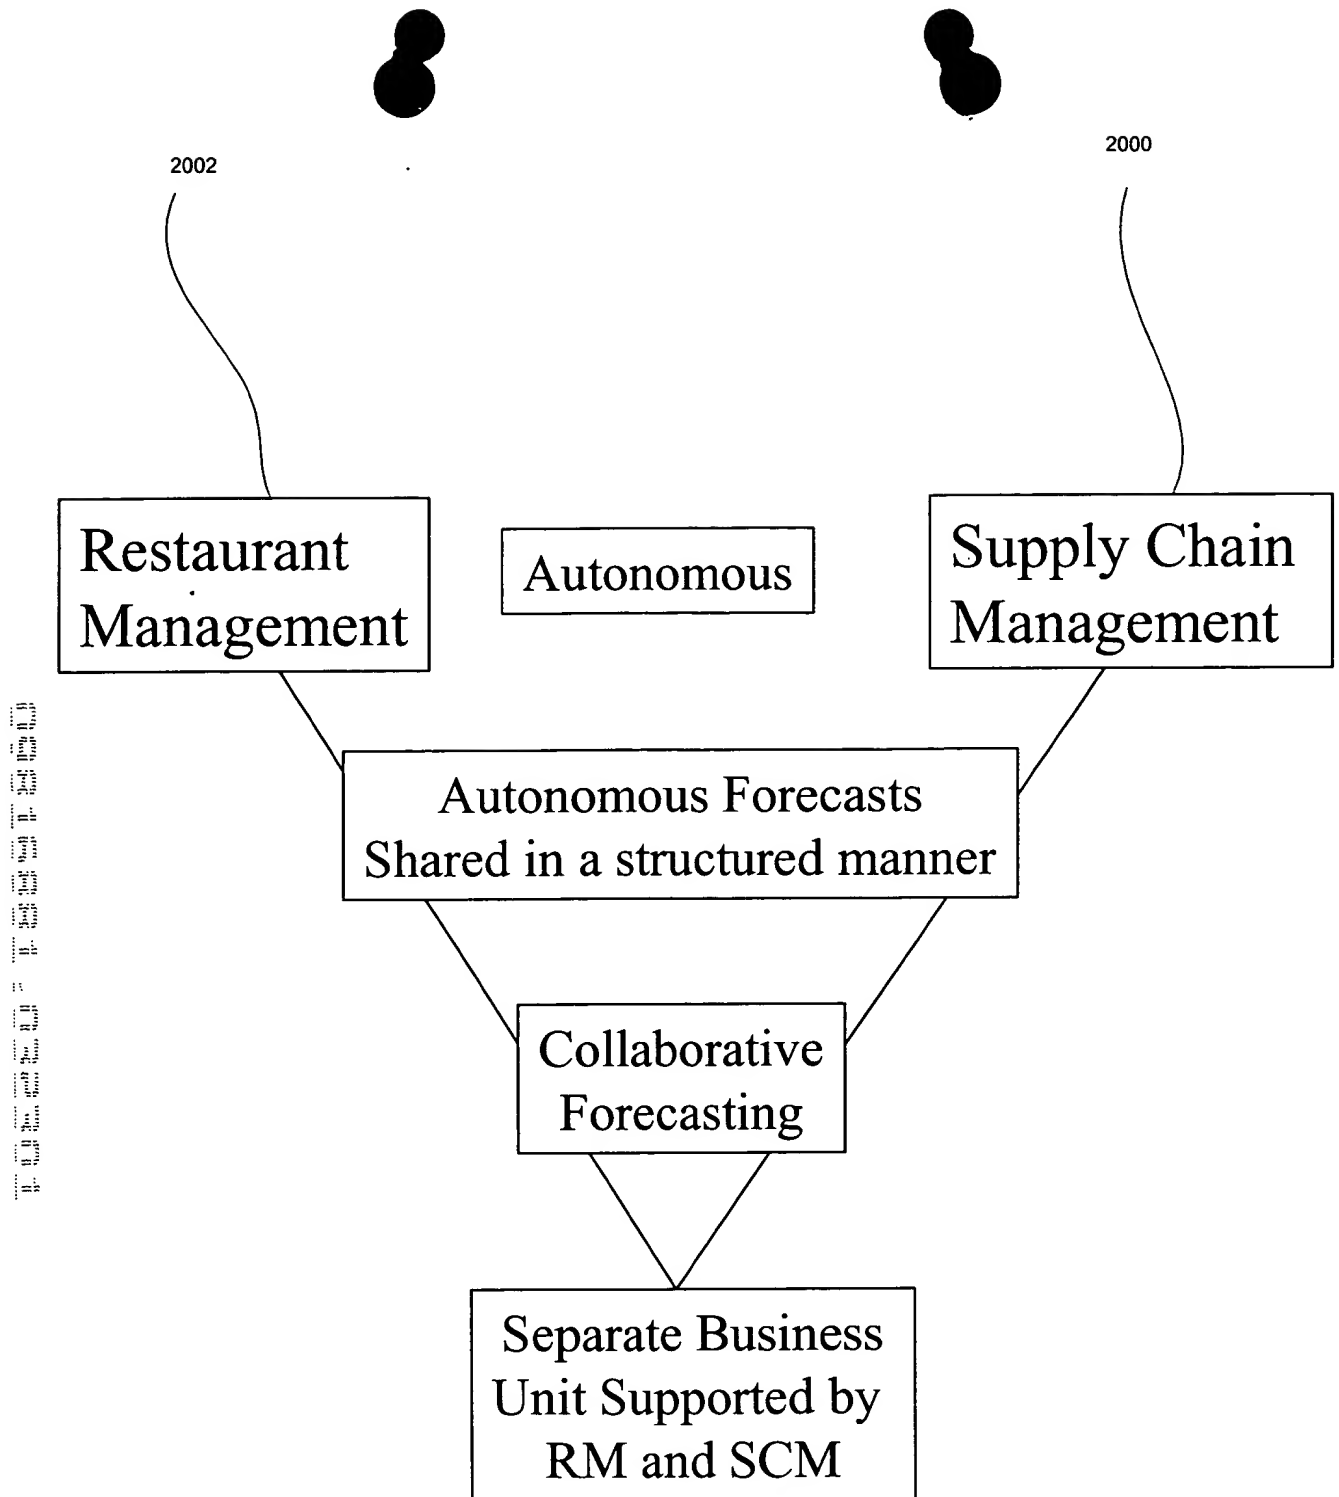 2002
2000
Restaurant
Management
Autonomous
Supply Chain
Management
Autonomous Forecasts
Shared in a structured manner
Collaborative
Forecasting
Separate Business
Unit Supported by
RM and SCM